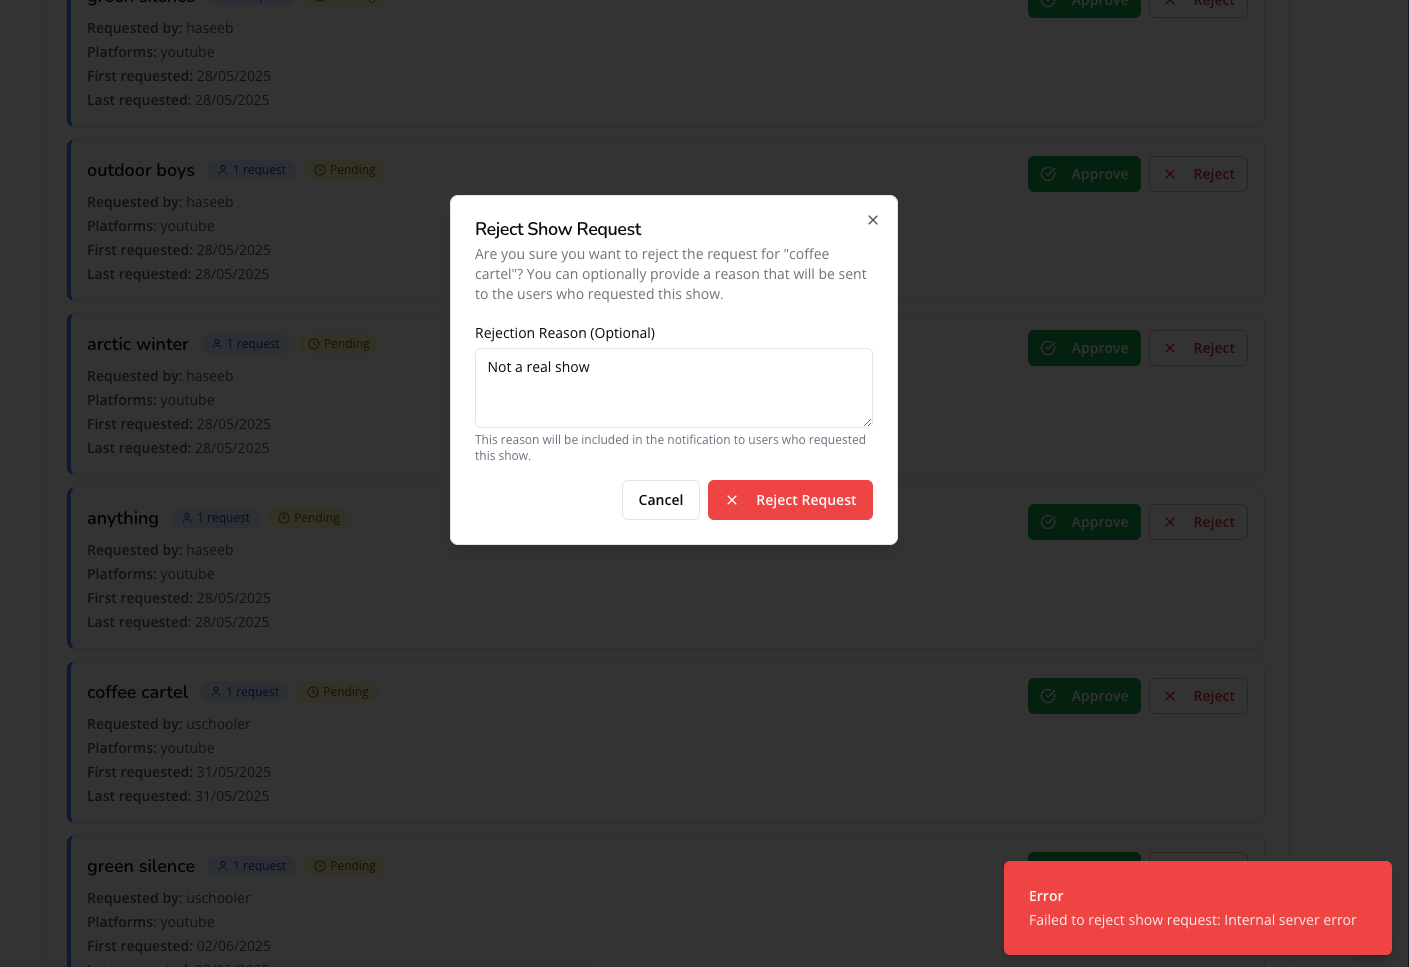 green silence 1 request Pending Approve Reject
Requested by: haseeb
Platforms: youtube
First requested: 28/05/2025
Last requested: 28/05/2025
outdoor boys 1 request Pending Approve Reject
Requested by: haseeb
Platforms: youtube
First requested: 28/05/2025
Last requested: 28/05/2025
arctic winter 1 request Pending Approve Reject
Requested by: haseeb
Platforms: youtube
First requested: 28/05/2025
Last requested: 28/05/2025
anything 1 request Pending Approve Reject
Requested by: haseeb
Platforms: youtube
First requested: 28/05/2025
Last requested: 28/05/2025
coffee cartel 1 request Pending Approve Reject
Requested by: uschooler
Platforms: youtube
First requested: 31/05/2025
Last requested: 31/05/2025
green silence 1 request Pending
Requested by: uschooler
Platforms: youtube
First requested: 02/06/2025
Reject Show Request
Are you sure you want to reject the request for "coffee
cartel"? You can optionally provide a reason that will be sent
to the users who requested this show.
Rejection Reason (Optional)
Not a real show
This reason will be included in the notification to users who requested
this show.
Cancel Reject Request
Error
Failed to reject show request: Internal server error